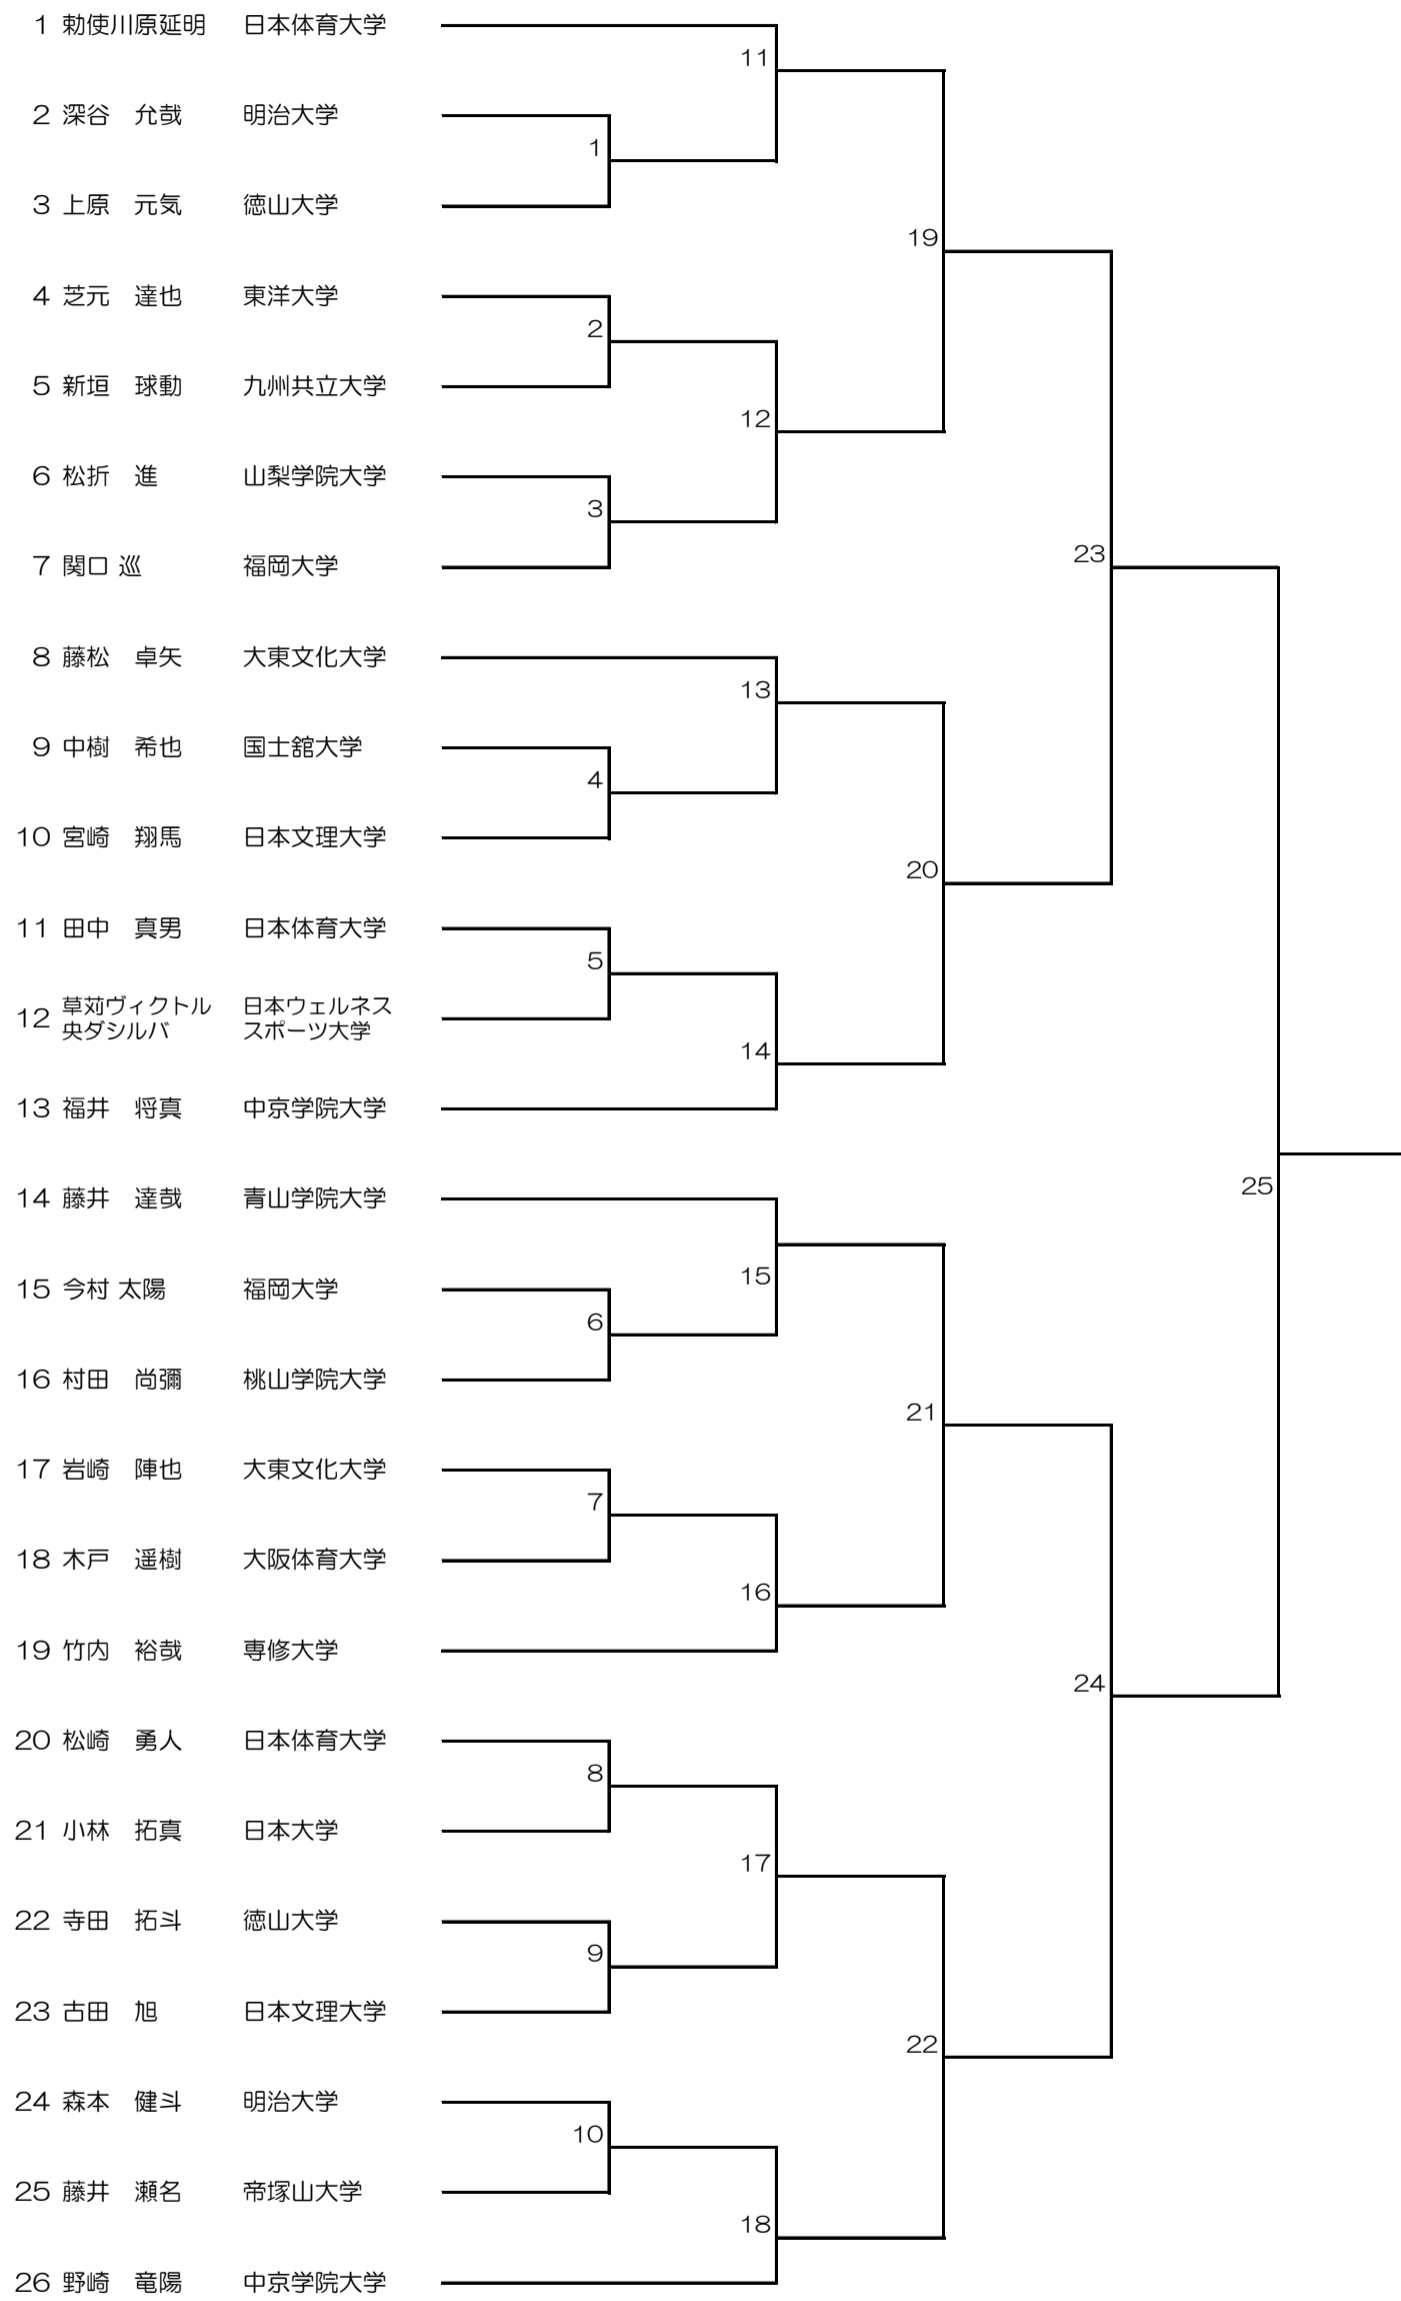 1 勅使川原延明 日本体育大学
11
2 深谷 允哉 明治大学
1
3 上原 元気 徳山大学
19
4 芝元 達也 東洋大学
2
5 新垣 球動 九州共立大学
12
6 松折 進 山梨学院大学
3
7 関口 巡 福岡大学
23
8 藤松 卓矢 大東文化大学
13
9 中樹 希也 国士舘大学
4
10 宮崎 翔馬 日本文理大学
20
11 田中 真男 日本体育大学
5
12 草苅ヴィクトル 日本ウェルネス
央ダシルバ スポーツ大学
14
13 福井 将真 中京学院大学
25
14 藤井 達哉 青山学院大学
15
15 今村 太陽 福岡大学
6
16 村田 尚彌 桃山学院大学
21
17 岩崎 陣也 大東文化大学
7
18 木戸 遥樹 大阪体育大学
16
19 竹内 裕哉 専修大学
24
20 松崎 勇人 日本体育大学
8
21 小林 拓真 日本大学
17
22 寺田 拓斗 徳山大学
9
23 古田 旭 日本文理大学
22
24 森本 健斗 明治大学
10
25 藤井 瀬名 帝塚山大学
18
26 野崎 竜陽 中京学院大学